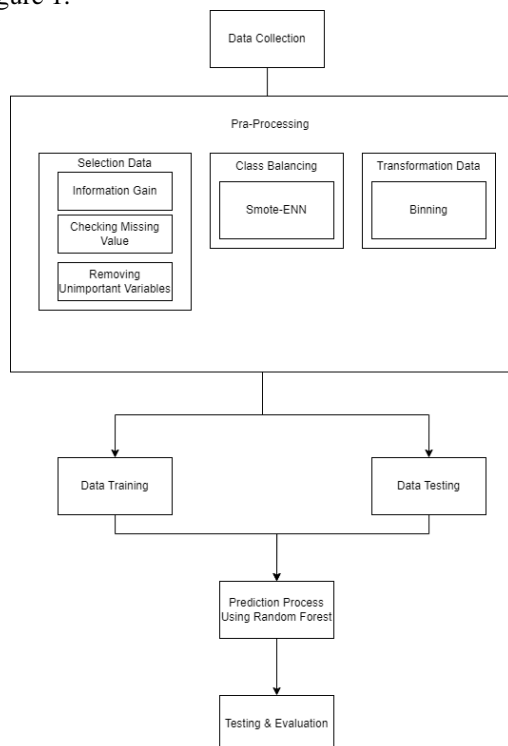 gure 1.
Data Collection
Pra-Processing
Selection Data
Information Gain
Checking Missing
Value
Removing
Unimportant Variables
Class Balancing
Smote-ENN
Transformation Data
Binning
Data Training
Data Testing
Prediction Process
Using Random Forest
Testing & Evaluation